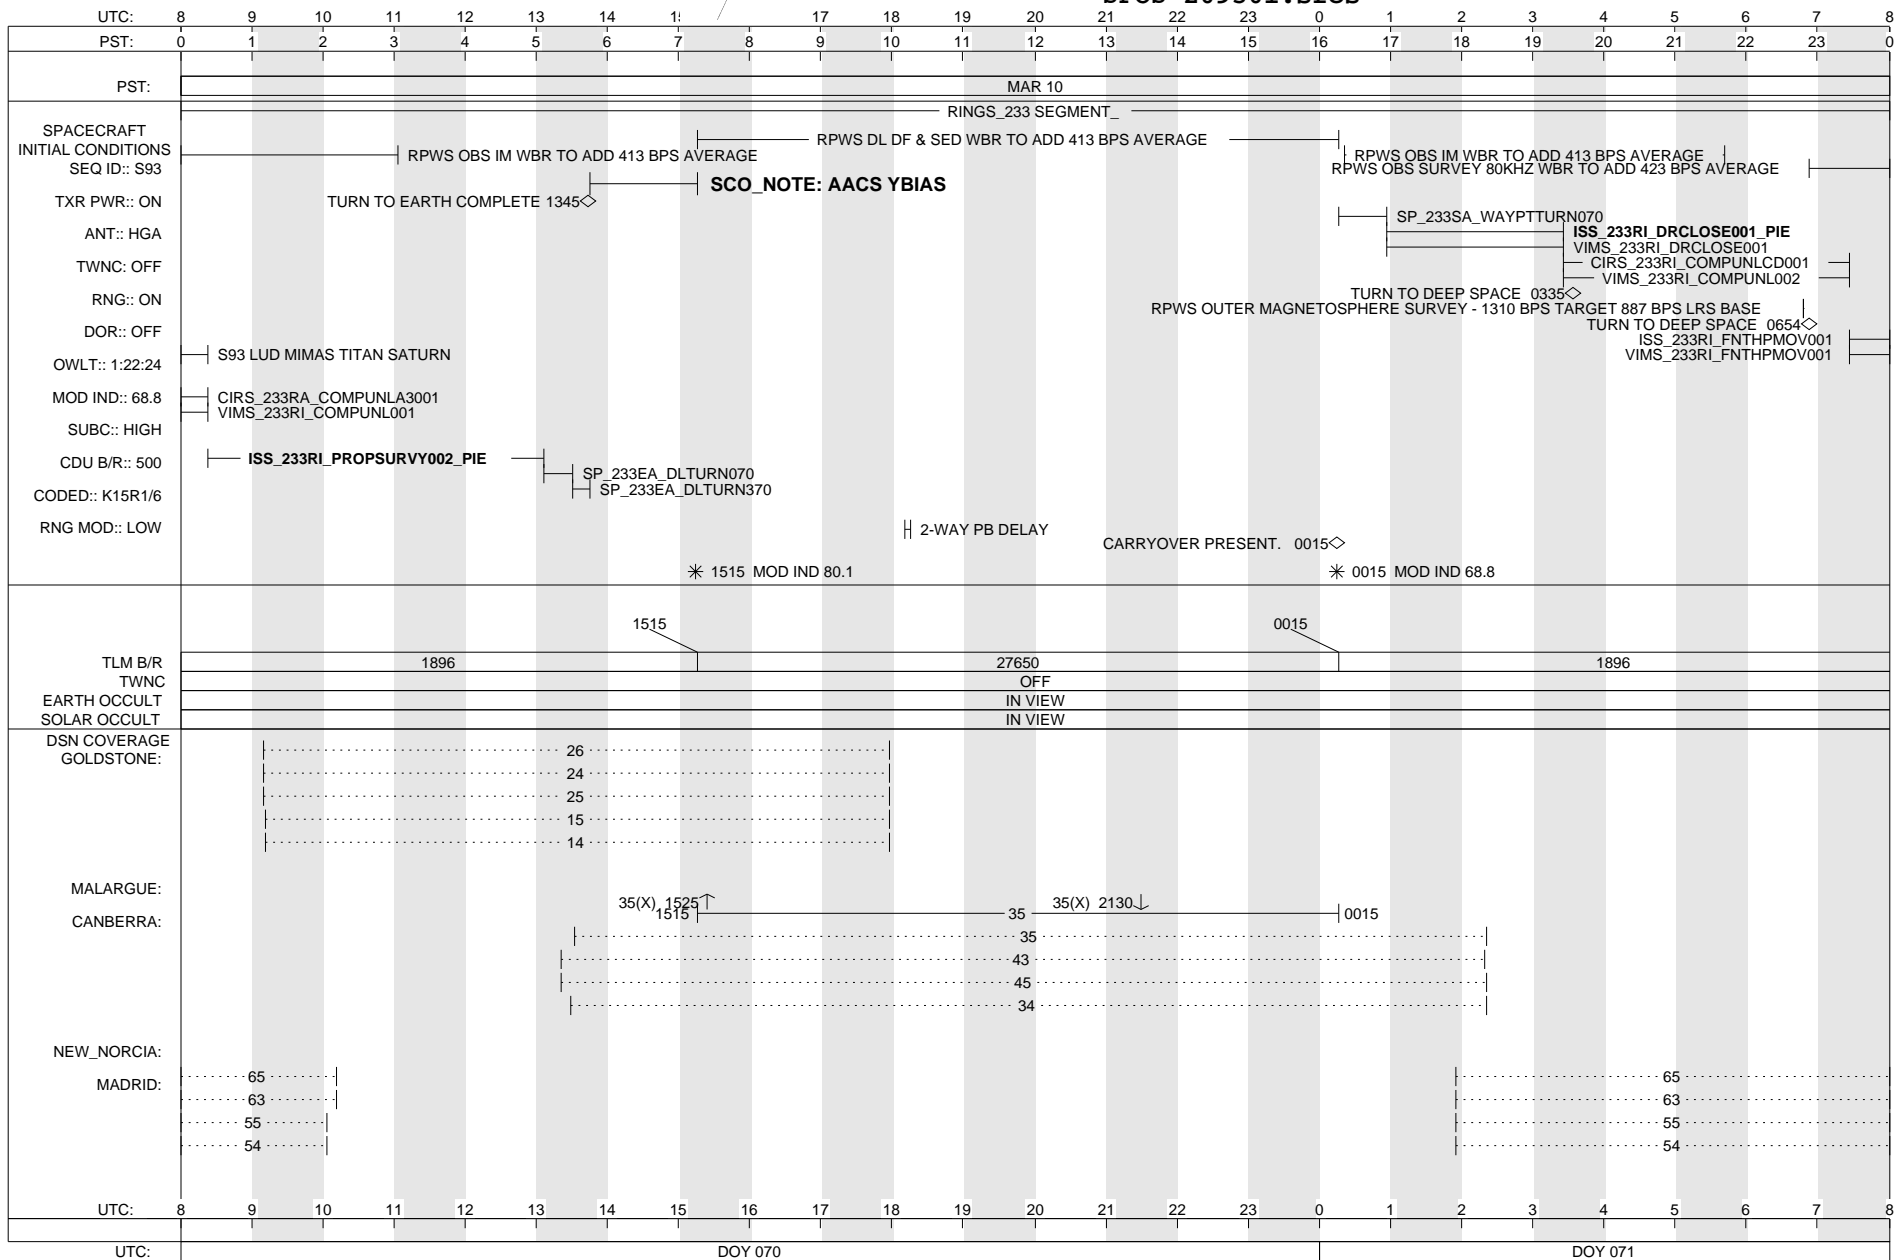 UTC: 8 9 10 11 12 13 14 17 18 19 20 21 22 23 0 1 2 3 4 5 6 7 8
PST: 0 1 2 3 4 5 6 7 8 9 10 11 12 13 14 15 16 17 18 19 20 21 22 23 0
PST: MAR 10
RINGS_233 SEGMENT_
SPACECRAFT
INITIAL CONDITIONS
RPWS DL DF & SED WBR TO ADD 413 BPS AVERAGE
RPWS OBS IM WBR TO ADD 413 BPS AVERAGE
RPWS OBS IM WBR TO ADD 413 BPS AVERAGE
SEQ ID:: S93
RPWS OBS SURVEY 80KHZ WBR TO ADD 423 BPS AVERAGE
SCO_NOTE: AACS YBIAS
TXR PWR:: ON
TURN TO EARTH COMPLETE 1345
SP_233SA_WAYPTTURN070
ANT:: HGA
ISS_233RI_DRCLOSE001_PIE
VIMS_233RI_DRCLOSE001
TWNC: OFF
CIRS_233RI_COMPUNLCD001
VIMS_233RI_COMPUNL002
RNG:: ON
TURN TO DEEP SPACE 0335
RPWS OUTER MAGNETOSPHERE SURVEY - 1310 BPS TARGET 887 BPS LRS BASE
DOR:: OFF
TURN TO DEEP SPACE 0654
ISS_233RI_FNTHPMOV001
OWLT:: 1:22:24
S93 LUD MIMAS TITAN SATURN
VIMS_233RI_FNTHPMOV001
MOD IND:: 68.8
CIRS_233RA_COMPUNLA3001
VIMS_233RI_COMPUNL001
SUBC:: HIGH
CDU B/R:: 500
ISS_233RI_PROPSURVY002_PIE
SP_233EA_DLTURN070
CODED:: K15R1/6
SP_233EA_DLTURN370
RNG MOD:: LOW
2-WAY PB DELAY
CARRYOVER PRESENT. 0015
1515 MOD IND 80.1
0015 MOD IND 68.8
1515
0015
TLM B/R 1896 27650 1896
TWNC OFF
EARTH OCCULT IN VIEW
SOLAR OCCULT IN VIEW
DSN COVERAGE
GOLDSTONE:
26
24
25
15
14
MALARGUE:
35(X) 1525
35(X) 2130
CANBERRA:
1515 35 0015
35
43
45
34
NEW_NORCIA:
MADRID:
65 65
63 63
55 55
54 54
UTC: 8 9 10 11 12 13 14 15 16 17 18 19 20 21 22 23 0 1 2 3 4 5 6 7 8
UTC: DOY 070 DOY 071